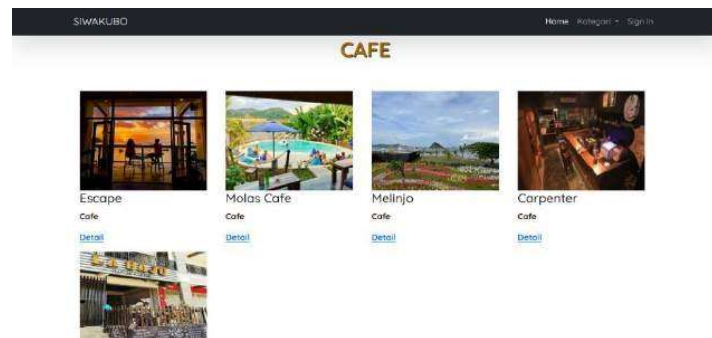 SIWAKUBO
Home Kategori Sign In
CAFE
Escape
Cafe
Detail
Molas Cafe
Cafe
Detail
Melinjo
Cafe
Detail
Carpenter
Cafe
Detail